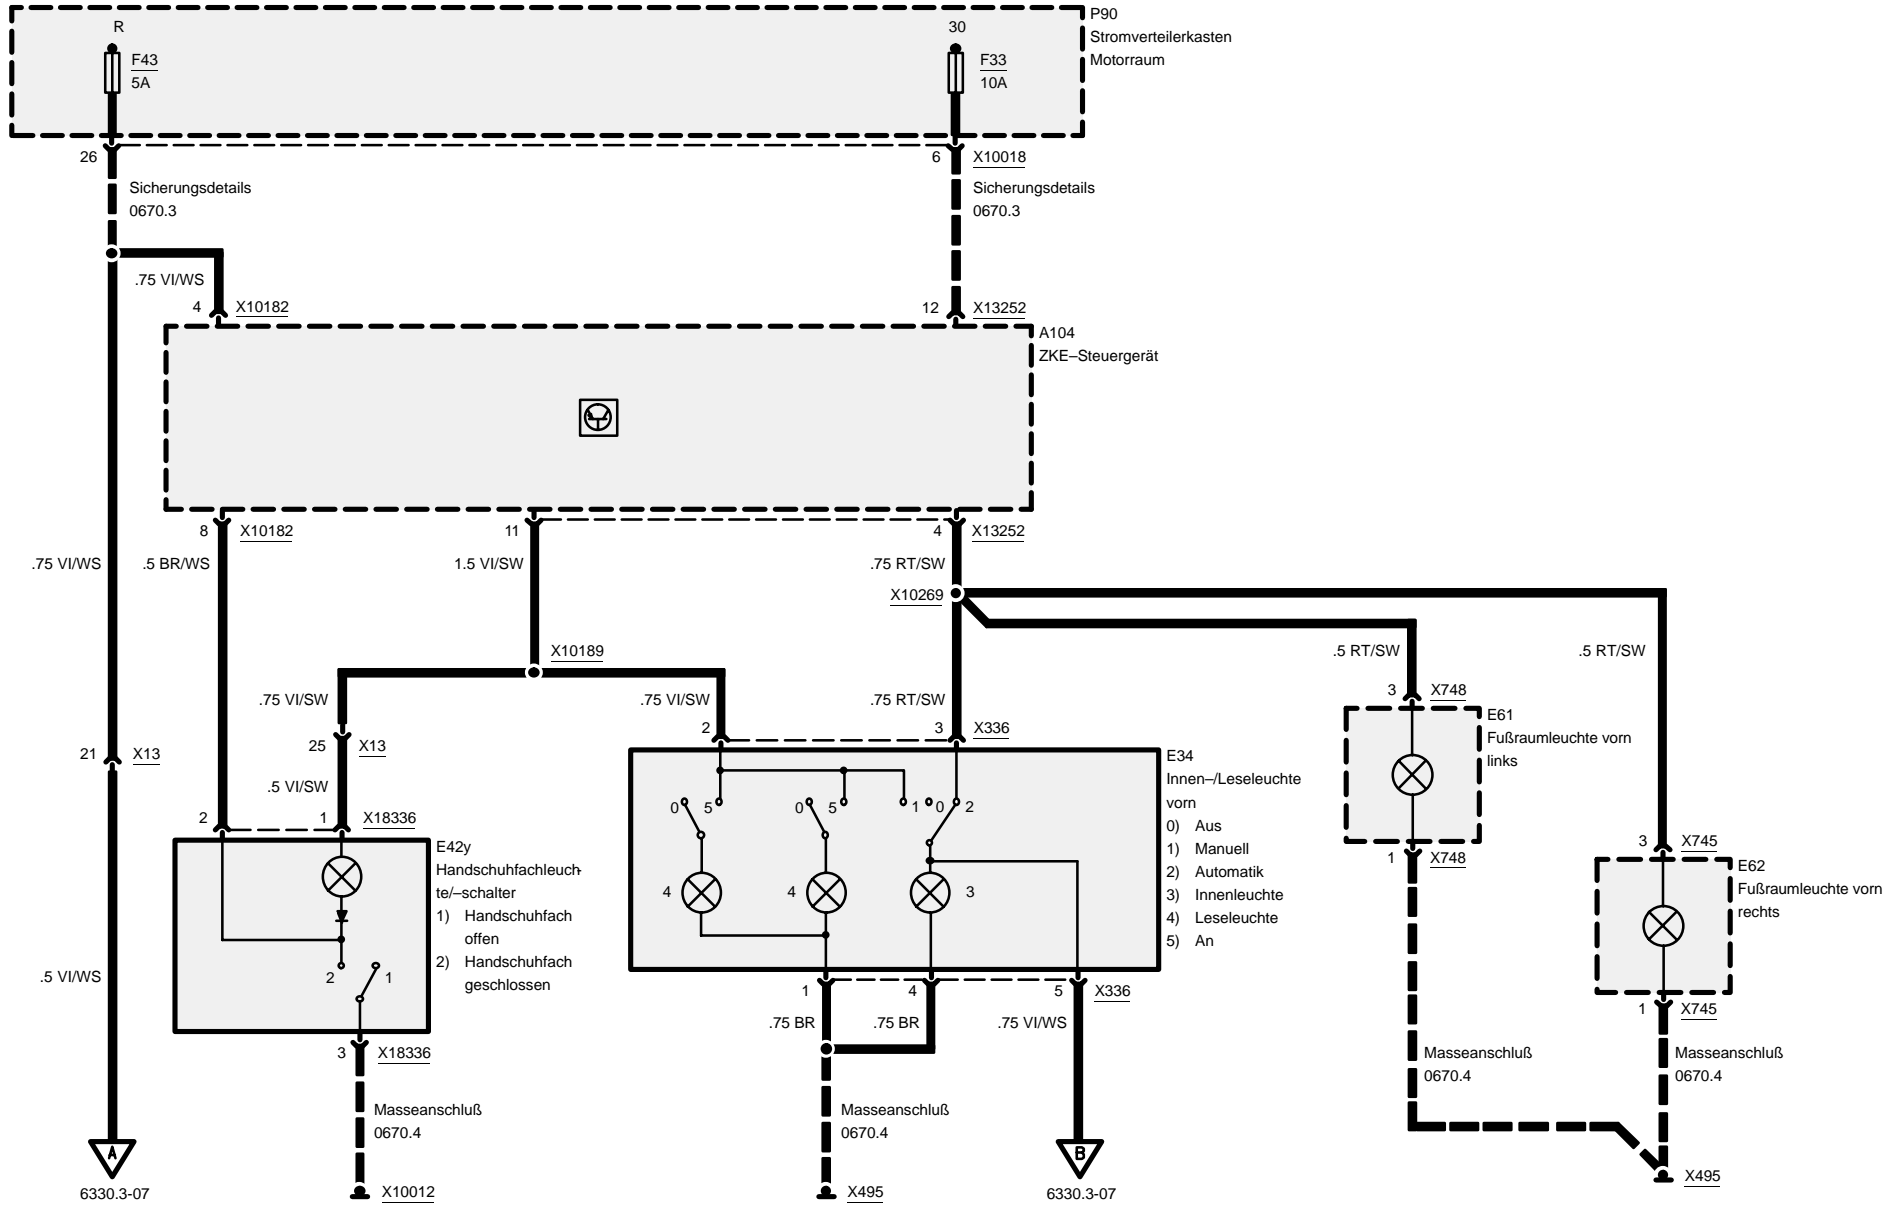 R
30
P90
Stromverteilerkasten
Motorraum
F43
5A
F33
10A
26
6
X10018
Sicherungsdetails
0670.3
Sicherungsdetails
0670.3
.75 VI/WS
4
X10182
12
X13252
A104
ZKE–Steuergerät
8
X10182
11
4
X13252
.75 VI/WS
.5 BR/WS
1.5 VI/SW
.75 RT/SW
X10269
X10189
.5 RT/SW
.5 RT/SW
.75 VI/SW
.75 VI/SW
.75 RT/SW
3
X748
2
3
X336
21
X13
25
X13
E61
Fußraumleuchte vorn
links
E34
Innen–/Leseleuchte
vorn
0) Aus
1) Manuell
2) Automatik
3) Innenleuchte
4) Leseleuchte
5) An
.5 VI/SW
0
5
0
5
1
0
2
2
1
X18336
E42y
Handschuhfachleuch-
te/–schalter
1) Handschuhfach
offen
2) Handschuhfach
geschlossen
4
4
3
1
X748
3
X745
E62
Fußraumleuchte vorn
rechts
2
1
.5 VI/WS
1
4
5
X336
1
X745
.75 BR
.75 BR
.75 VI/WS
3
X18336
Masseanschluß
0670.4
Masseanschluß
0670.4
Masseanschluß
0670.4
Masseanschluß
0670.4
A
B
6330.3-07
X10012
X495
6330.3-07
X495